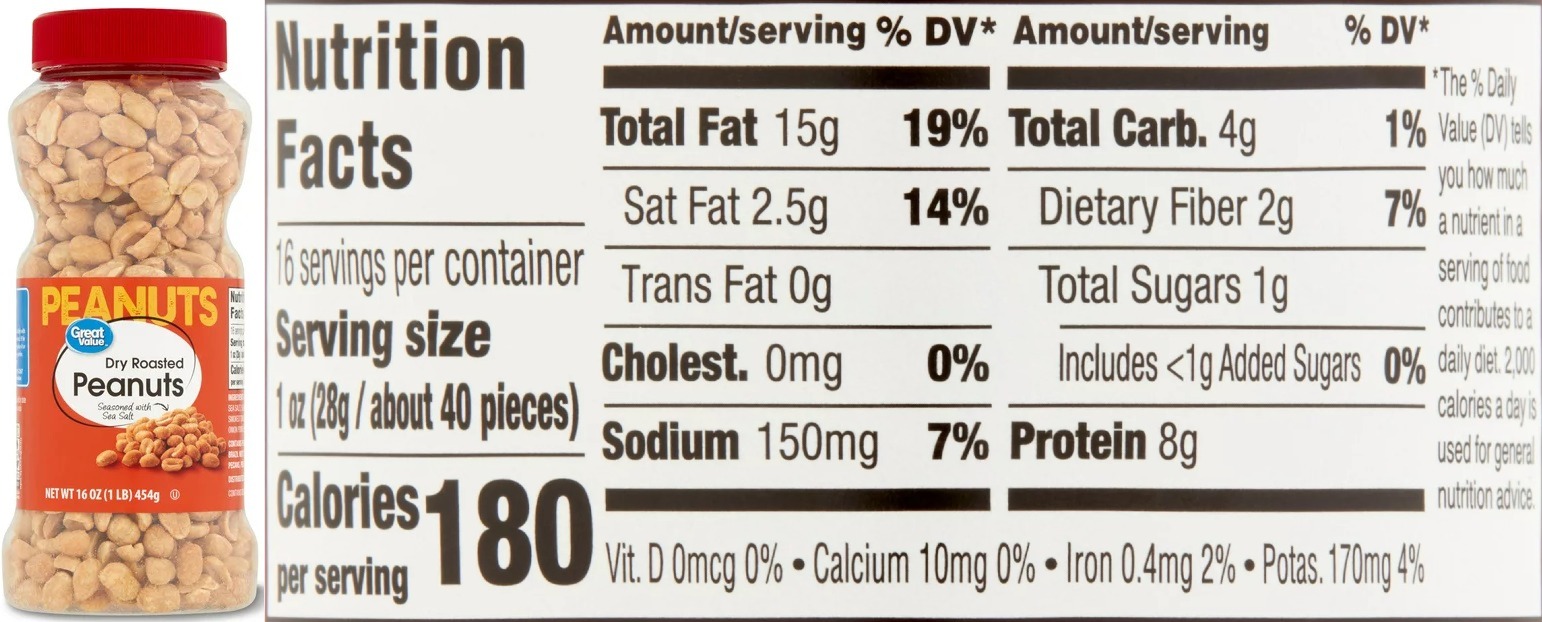 PEANUTS
Great
Value
Dry Roasted
Peanuts
Seasoned with
Sea Salt
NET WT 16 OZ (1 LB) 454g
Nutrition
Facts
16 servings per container
Serving size
1 oz (28g / about 40 pieces)
Calories 180
per serving
Amount/serving % DV*
Total Fat 15g 19%
Sat Fat 2.5g 14%
Trans Fat 0g
Cholest. 0mg 0%
Sodium 150mg 7%
Amount/serving % DV*
Total Carb. 4g 1%
Dietary Fiber 2g 7%
Total Sugars 1g
Includes <1g Added Sugars 0%
Protein 8g
Vit. D 0mcg 0% • Calcium 10mg 0% • Iron 0.4mg 2% • Potas. 170mg 4%
*The % Daily
Value (DV) tells
you how much
a nutrient in a
serving of food
contributes to a
daily diet. 2,000
calories a day is
used for general
nutrition advice.